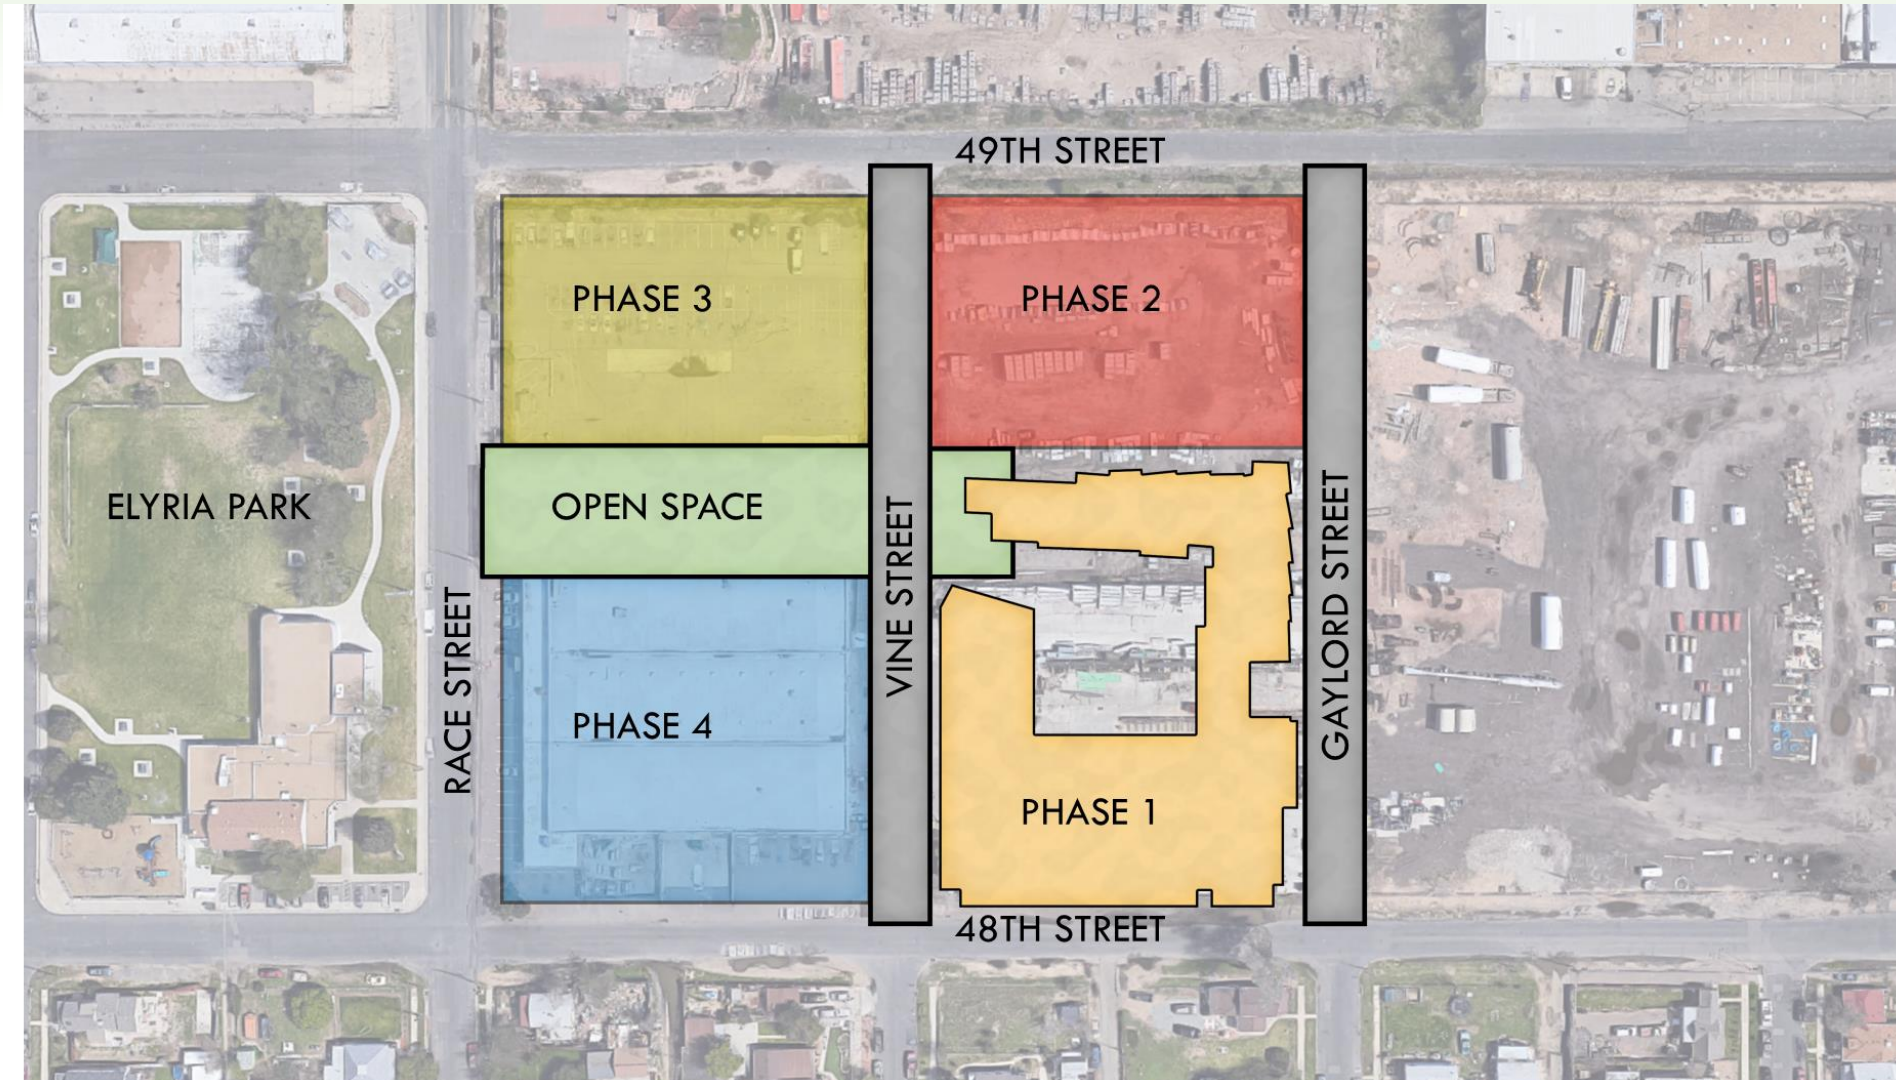 49TH STREET
PHASE 3
PHASE 2
ELYRIA PARK
OPEN SPACE
VINE STREET
GAYLORD STREET
RACE STREET
PHASE 4
PHASE 1
48TH STREET